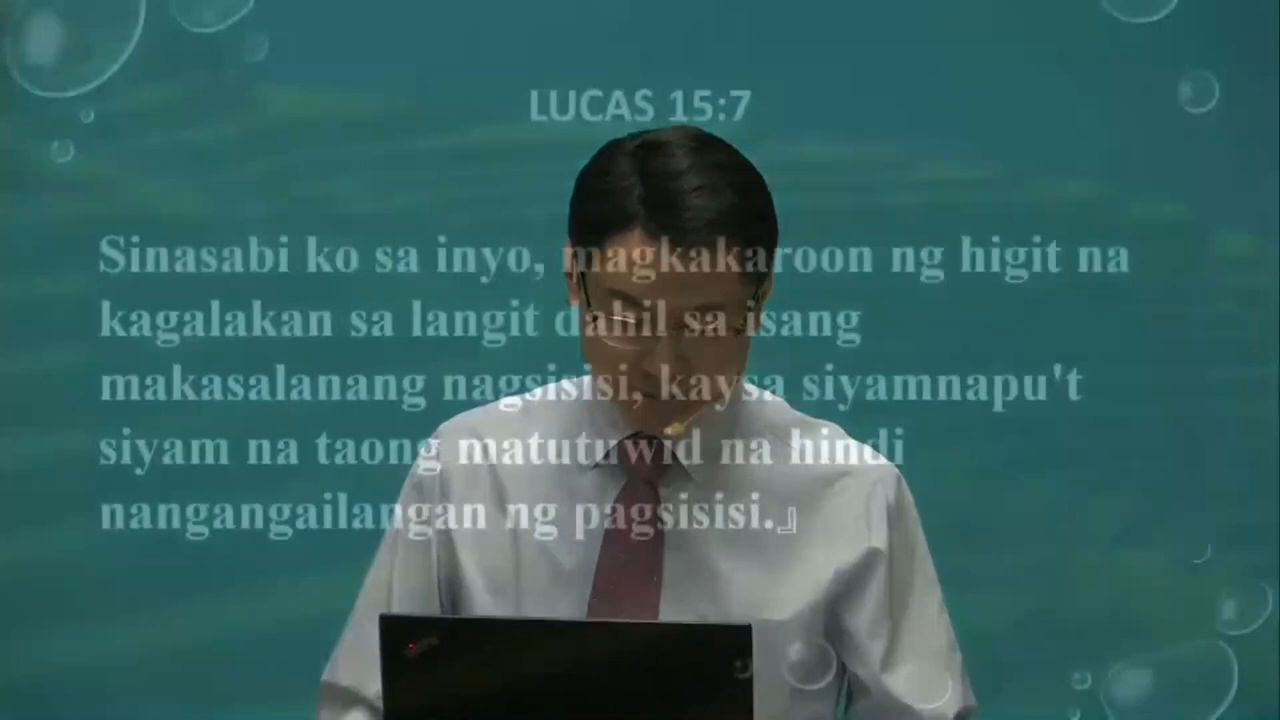 LUCAS 15:7
Sinasabi ko sa inyo, magkakaroon ng higit na
kagalakan sa langit dahil sa isang
makasalanang nagsisisi, kaysa siyamnapu't
siyam na taong matutuwid na hindi
nangangailangan ng pagsisisi.』